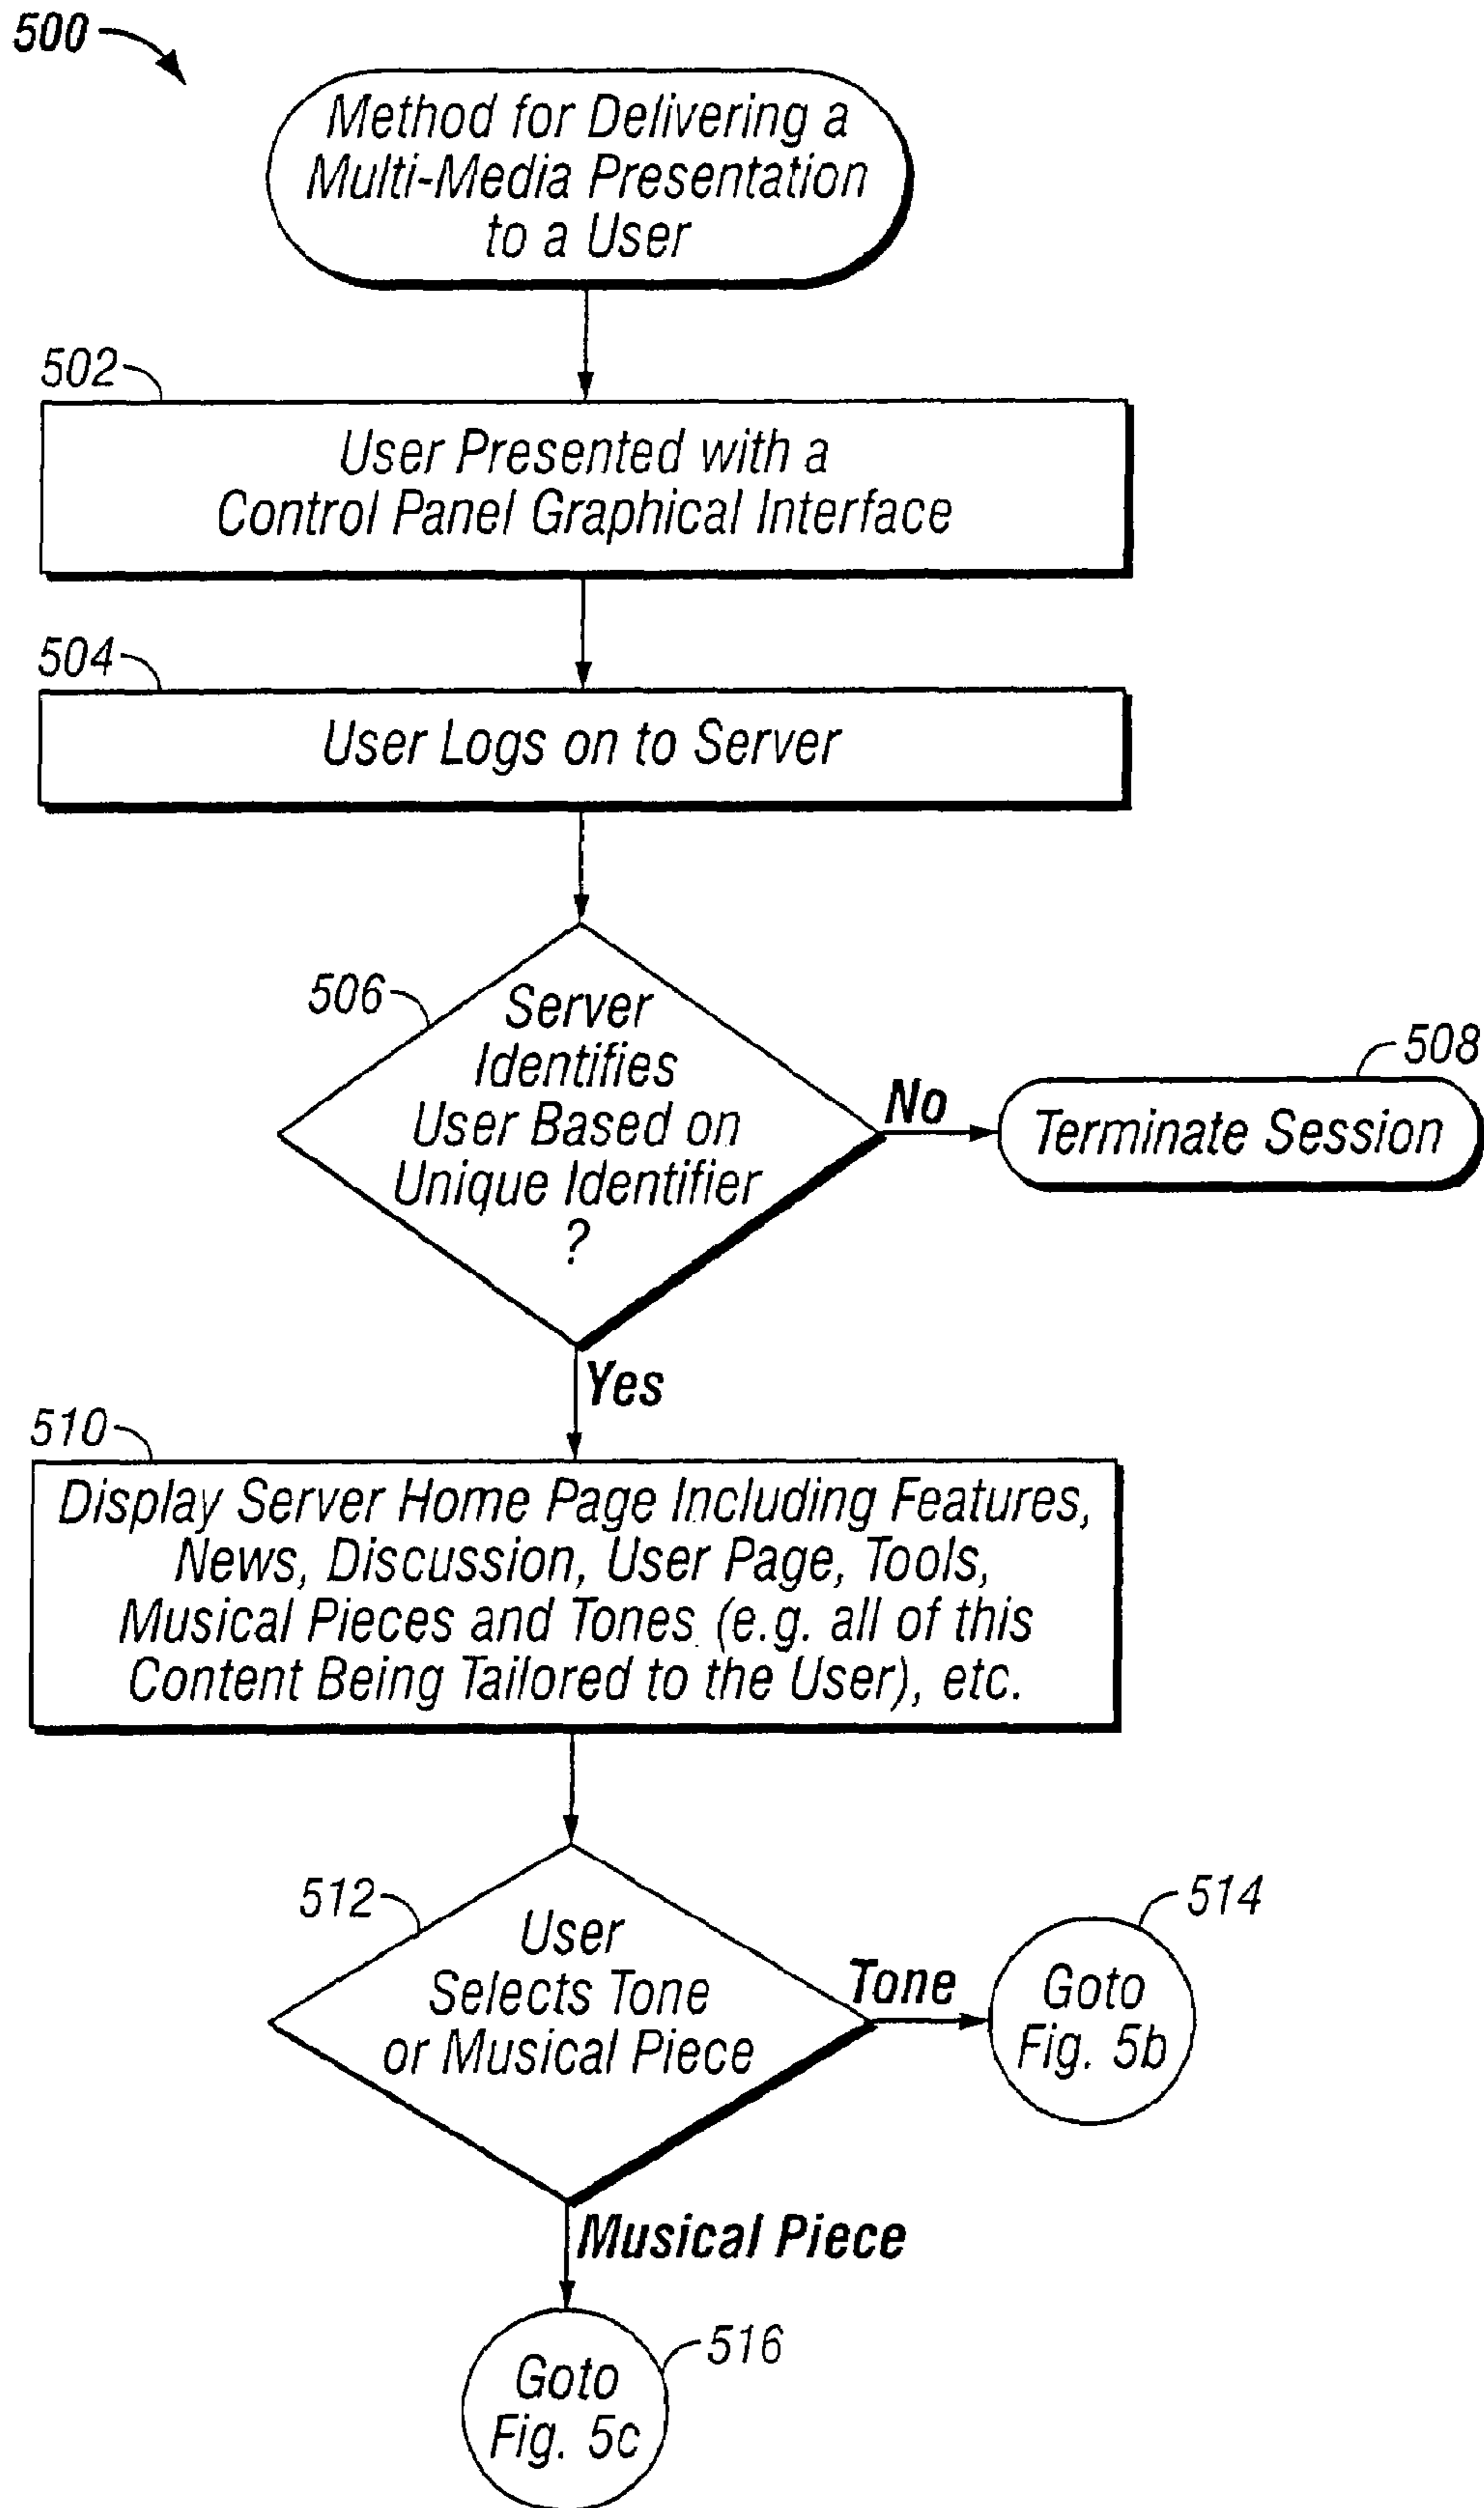 500
Method for Delivering a
Multi-Media Presentation
to a User
502
User Presented with a
Control Panel Graphical Interface
504
User Logs on to Server
506
Server
Identifies
User Based on
Unique Identifier
?
No
508
Terminate Session
Yes
510
Display Server Home Page Including Features,
News, Discussion, User Page, Tools,
Musical Pieces and Tones (e.g. all of this
Content Being Tailored to the User), etc.
512
User
Selects Tone
or Musical Piece
Tone
514
Goto
Fig. 5b
Musical Piece
516
Goto
Fig. 5c